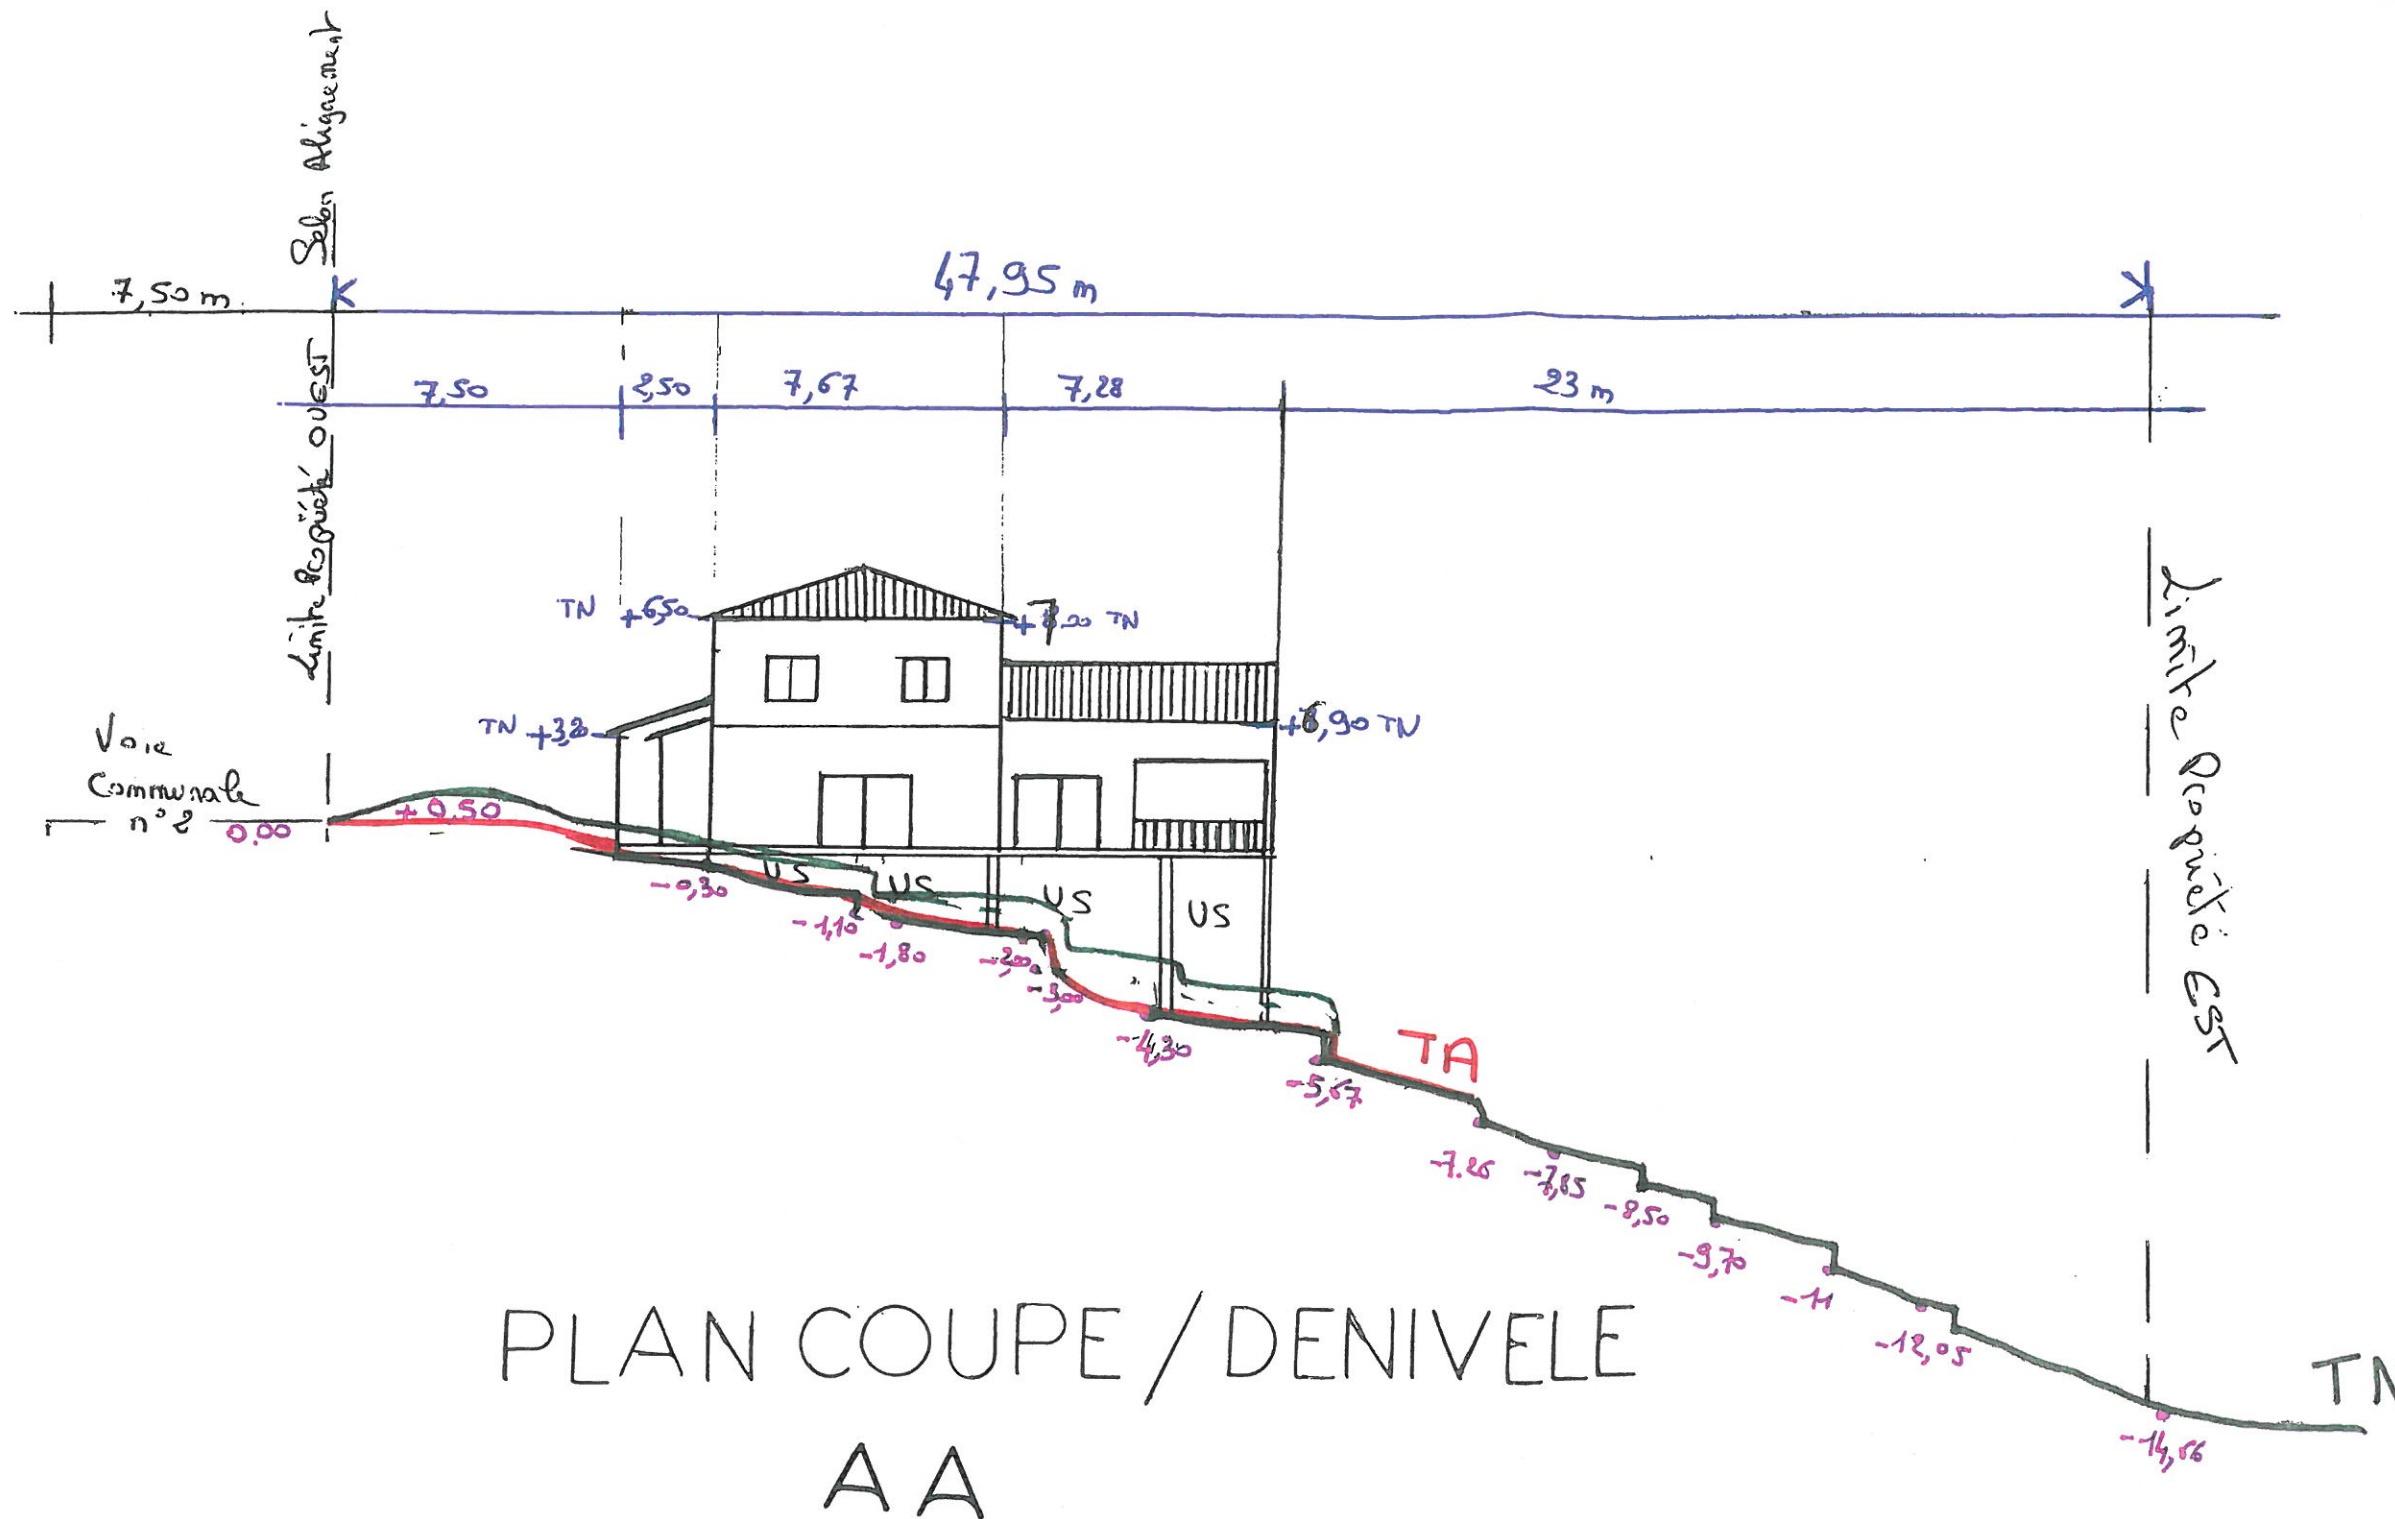 Selon Alignement
Limite Propriété OUEST
7,50 m
47,95 m
7,50
2,50
7,67
7,28
23 m
TN +6,50
TN
TN +3,20
+6,90 TN
Voie
Communale
n°2
0.00
+0,50
US
US
US
US
-0,30
-1,10
-1,80
-2,00
-3,00
-4,30
-5,67
TA
-7.26
-7,85
-8,50
-9,70
-11
-12,05
-14,66
TN
Limite Propriété EST
PLAN COUPE / DENIVELE
AA